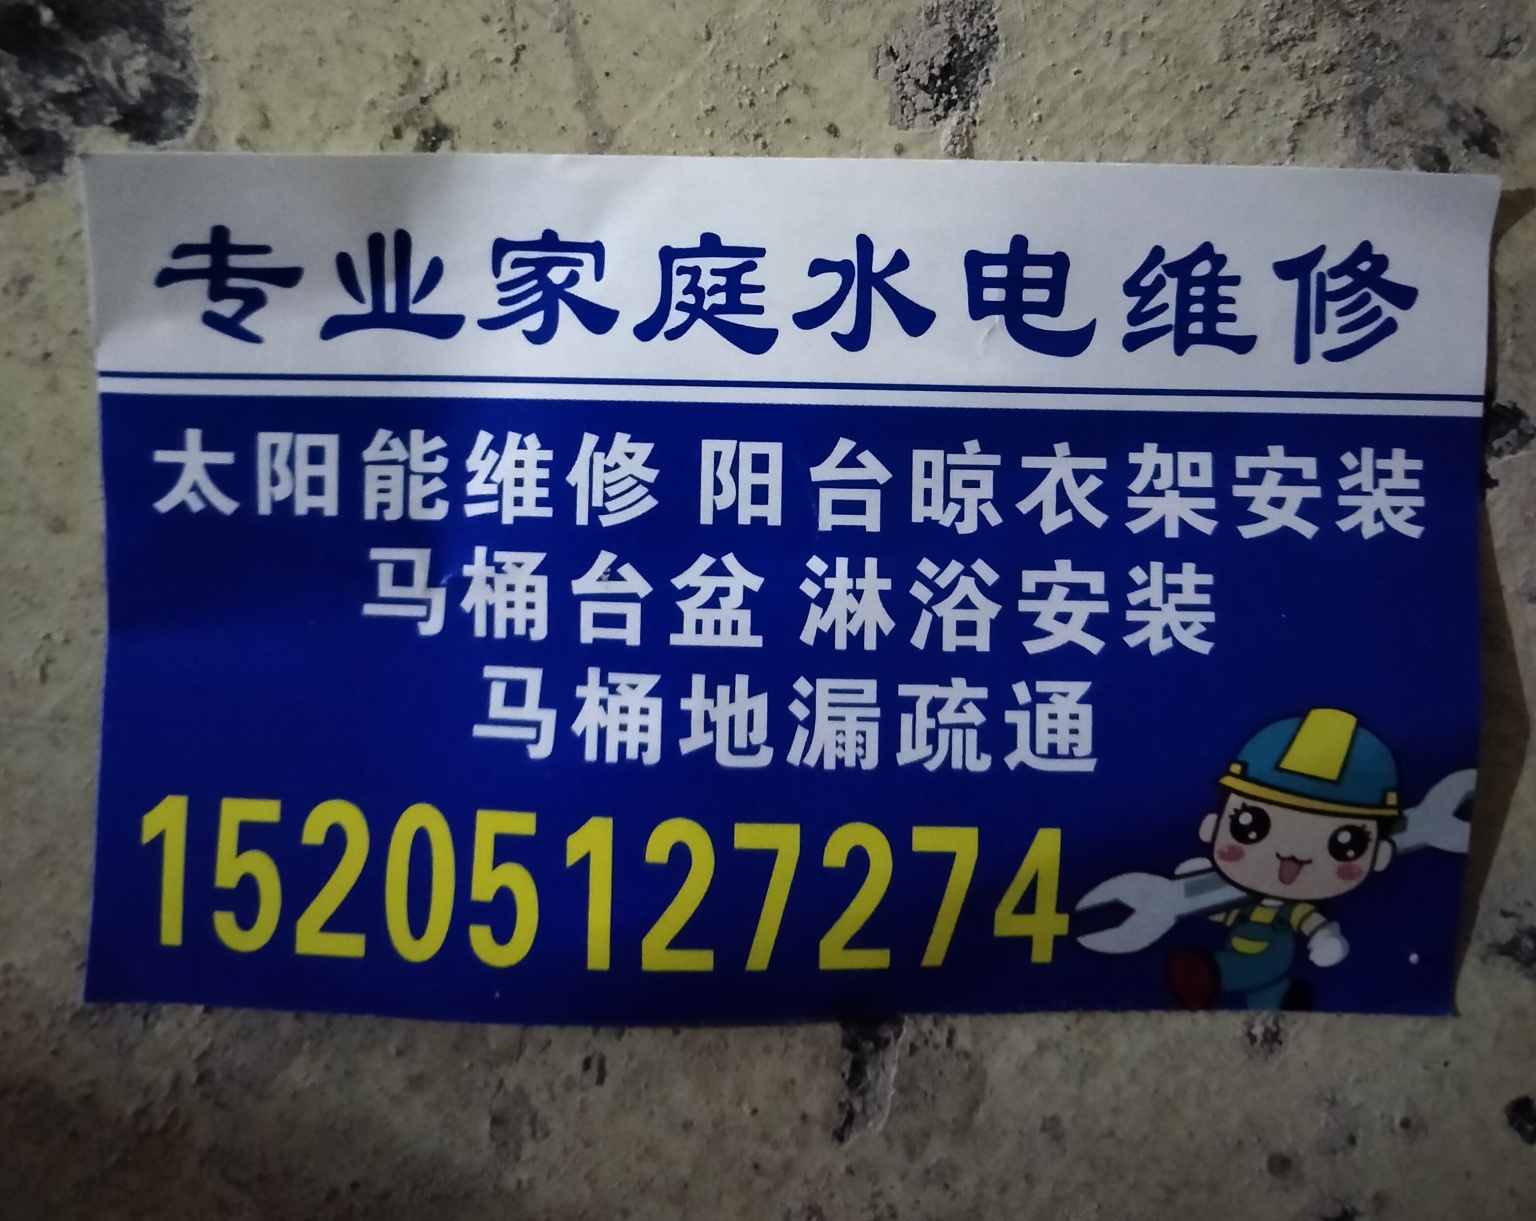 专业家庭水电维修
太阳能维修 阳台晾衣架安装
马桶台盆 淋浴安装
马桶地漏疏通
15205127274